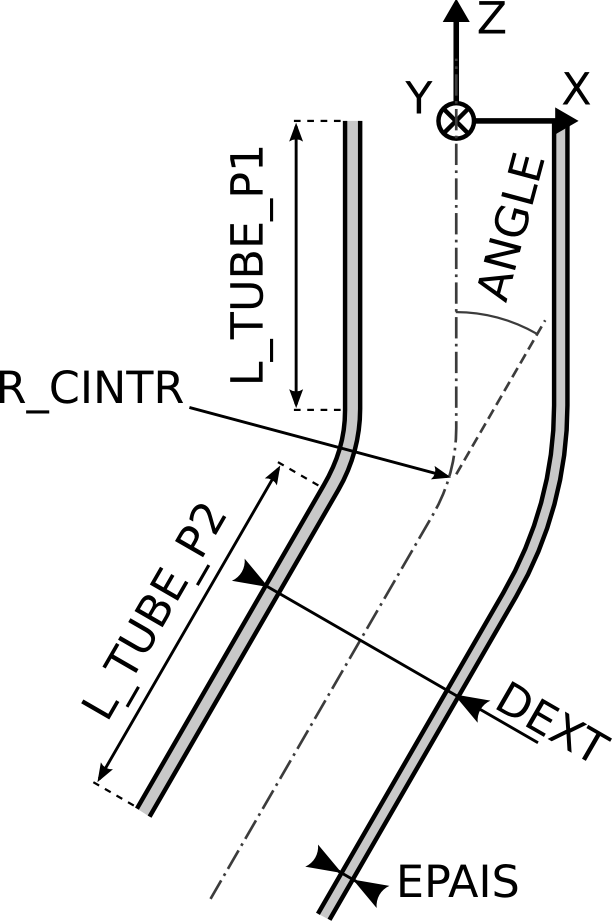 Z
Y
X
L_TUBE_P1
ANGLE
R_CINTR
L_TUBE_P2
DEXT
EPAIS